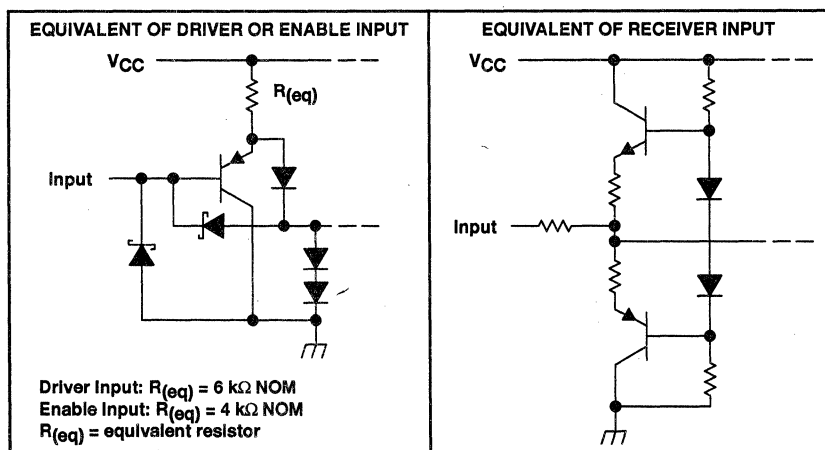 EQUIVALENT OF DRIVER OR ENABLE INPUT
VCC
R(eq)
Input
Driver Input: R(eq) = 6 kΩ NOM
Enable Input: R(eq) = 4 kΩ NOM
R(eq) = equivalent resistor
EQUIVALENT OF RECEIVER INPUT
VCC
Input